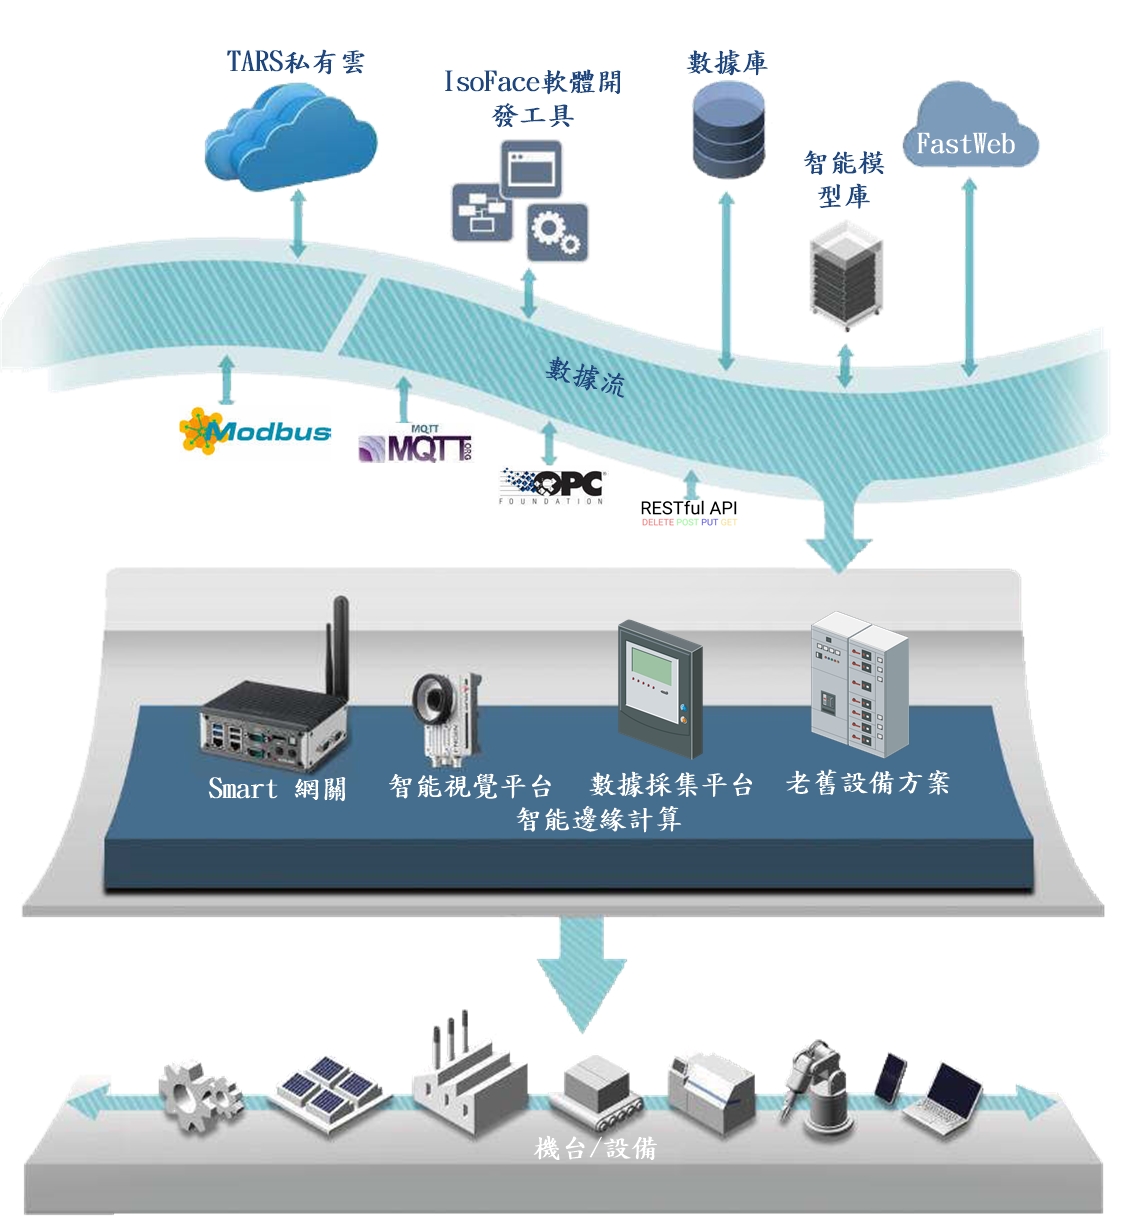 TARS私有雲
IsoFace軟體開
發工具
數據庫
智能模
型庫
FastWeb
數據流
Modbus
MQTT
MQTT.ORG
OPC
FOUNDATION
RESTful API
DELETE POST PUT GET
Smart 網關
智能視覺平台
數據採集平台
老舊設備方案
智能邊緣計算
機台/設備